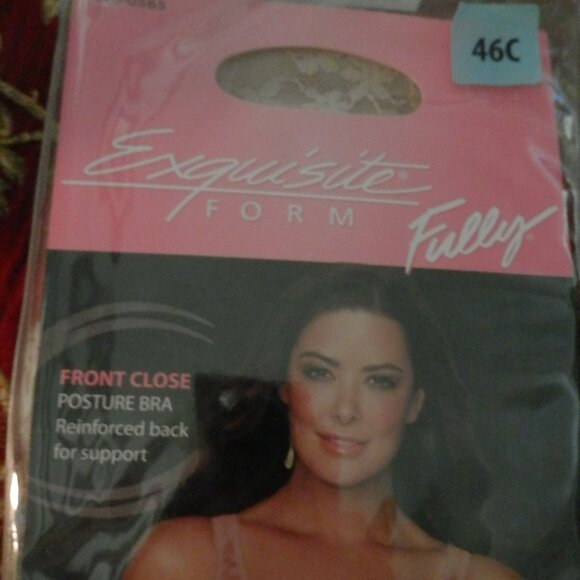 46C
Exquisite®
FORM
Fully®
FRONT CLOSE
POSTURE BRA
Reinforced back
for support